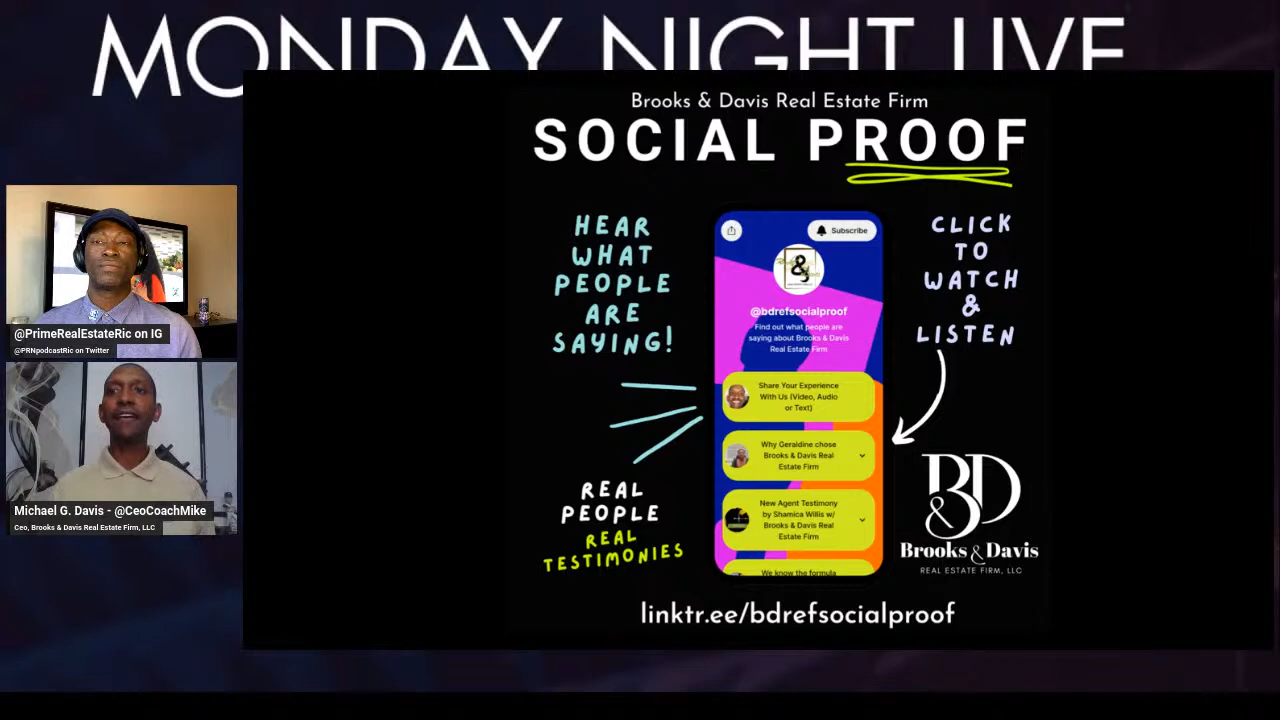 MONDAY NIGHT LIVE
Brooks & Davis Real Estate Firm
SOCIAL PROOF
HEAR
WHAT
PEOPLE
ARE
SAYING!
REAL
PEOPLE
REAL
TESTIMONIES
Subscribe
&
@bdrefsocialproof
Find out what people are
saying about Brooks & Davis
Real Estate Firm
Share Your Experience
With Us (Video, Audio
or Text)
Why Geraldine chose
Brooks & Davis Real
Estate Firm
New Agent Testimony
by Shamica Willis w/
Brooks & Davis Real
Estate Firm
We know the formula
CLICK
TO
WATCH
&
LISTEN
B&D
Brooks & Davis
REAL ESTATE FIRM, LLC
linktr.ee/bdrefsocialproof
@PrimeRealEstateRic on IG
@PRNpodcastRic on Twitter
Michael G. Davis - @CeoCoachMike
Ceo, Brooks & Davis Real Estate Firm, LLC